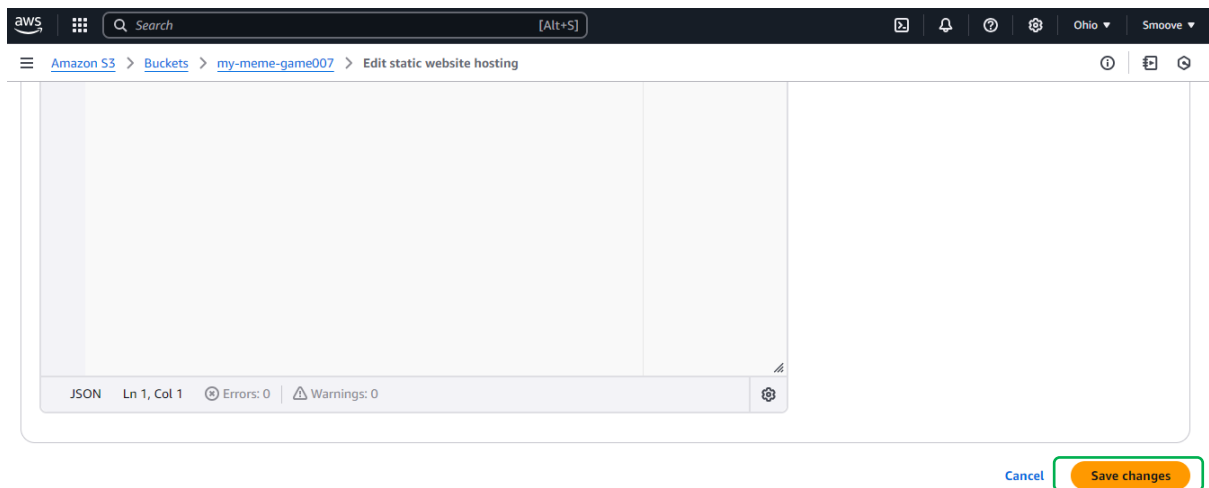 aws Search [Alt+S] Ohio Smoove
Amazon S3 > Buckets > my-meme-game007 > Edit static website hosting
JSON Ln 1, Col 1 Errors: 0 Warnings: 0
Cancel Save changes